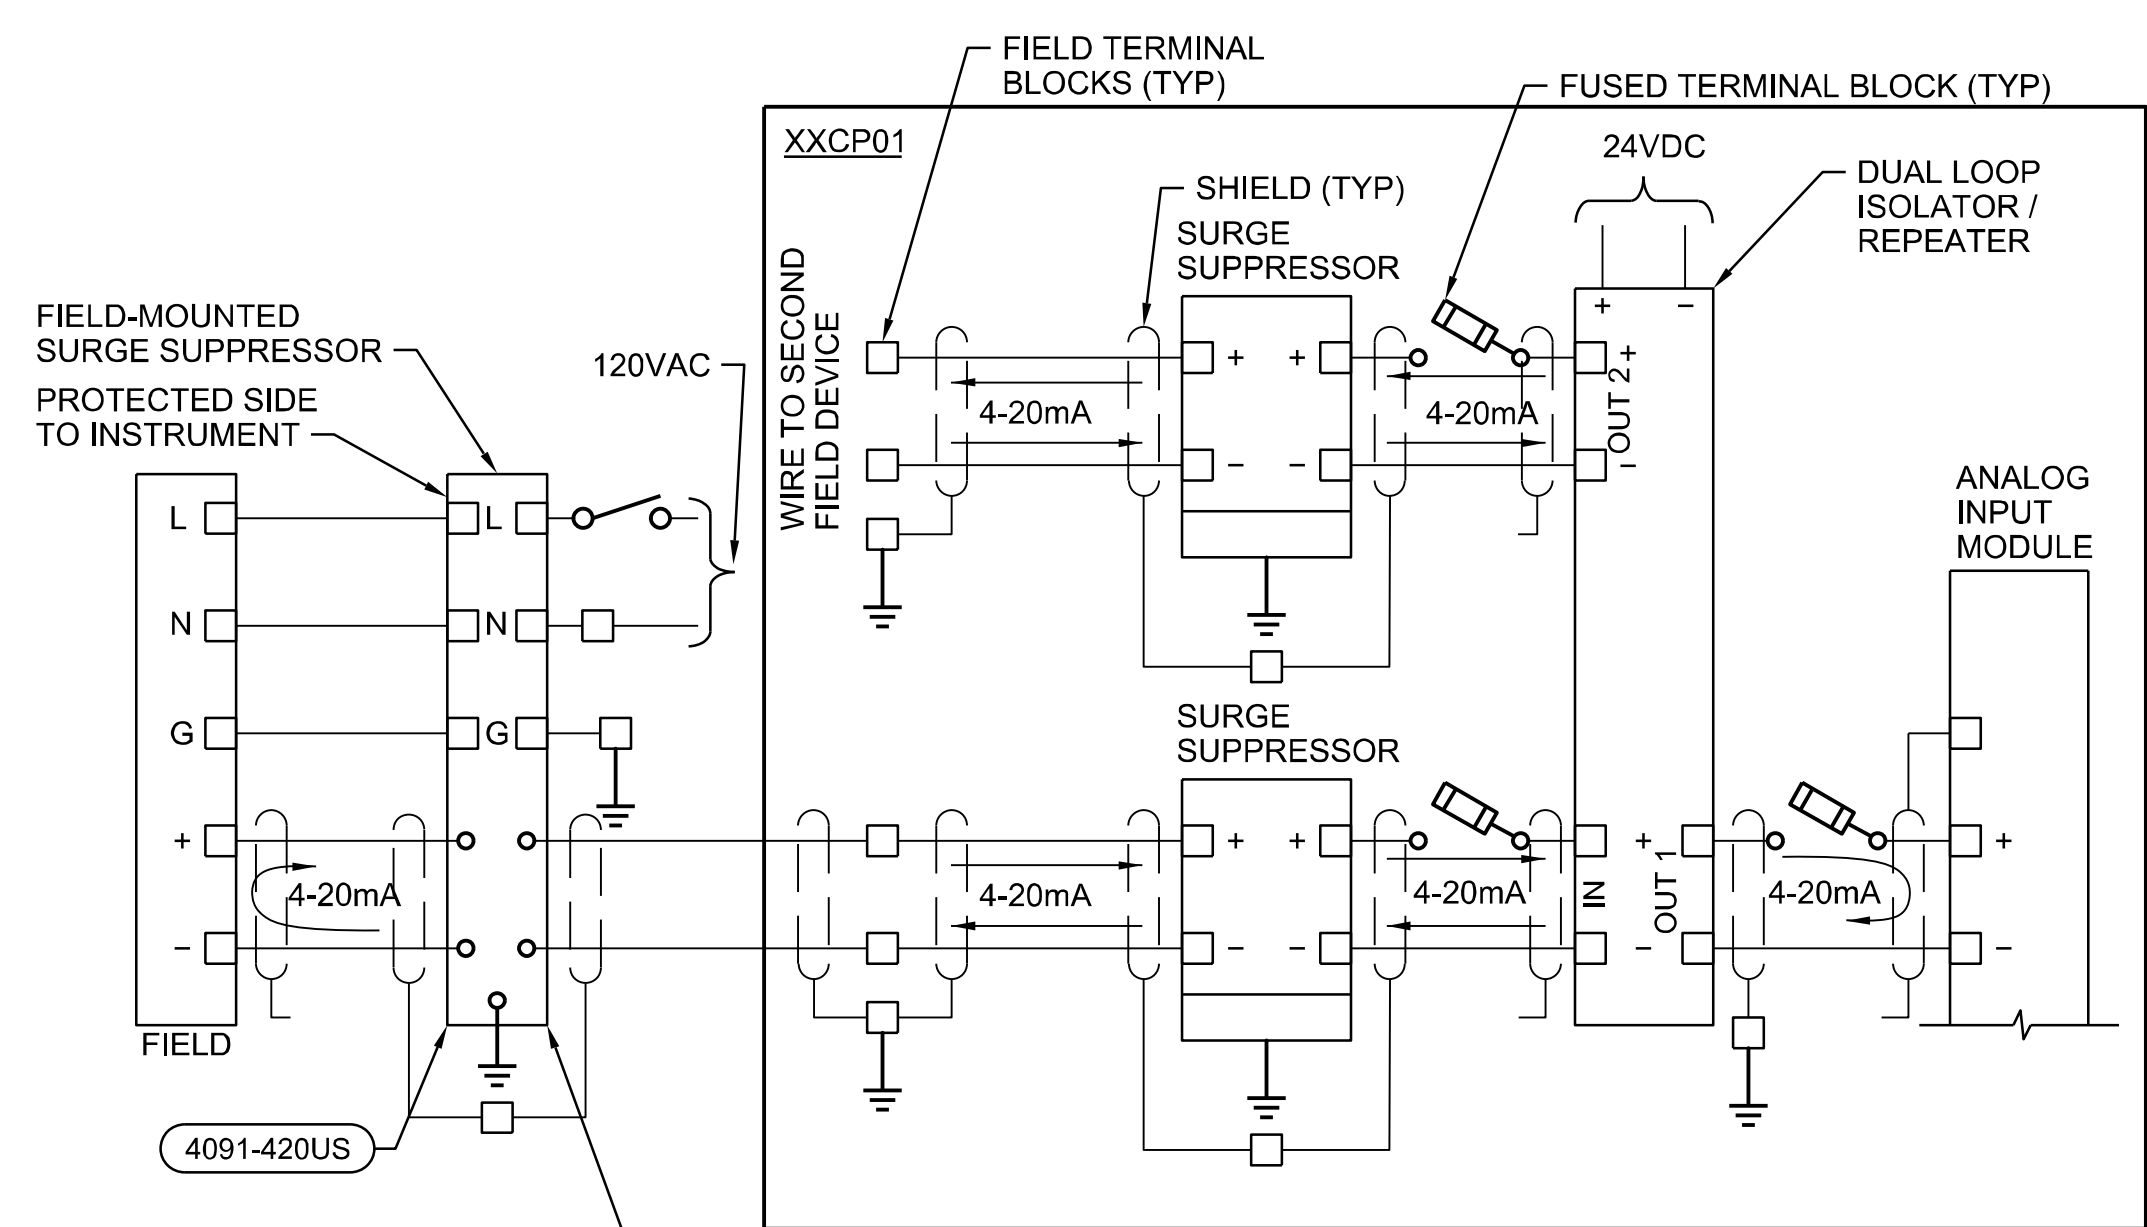 FIELD TERMINAL
BLOCKS (TYP)
FUSED TERMINAL BLOCK (TYP)
XXCP01
24VDC
DUAL LOOP
ISOLATOR /
REPEATER
SHIELD (TYP)
SURGE
SUPPRESSOR
WIRE TO SECOND
FIELD DEVICE
FIELD-MOUNTED
SURGE SUPPRESSOR
120VAC
PROTECTED SIDE
TO INSTRUMENT
+ −
+ + OUT 2 +
4-20mA 4-20mA
− − −
ANALOG
INPUT
MODULE
L L
N N
G G
SURGE
SUPPRESSOR
+ + + + +
4-20mA 4-20mA 4-20mA IN OUT 1 4-20mA
− − − − −
FIELD
4091-420US